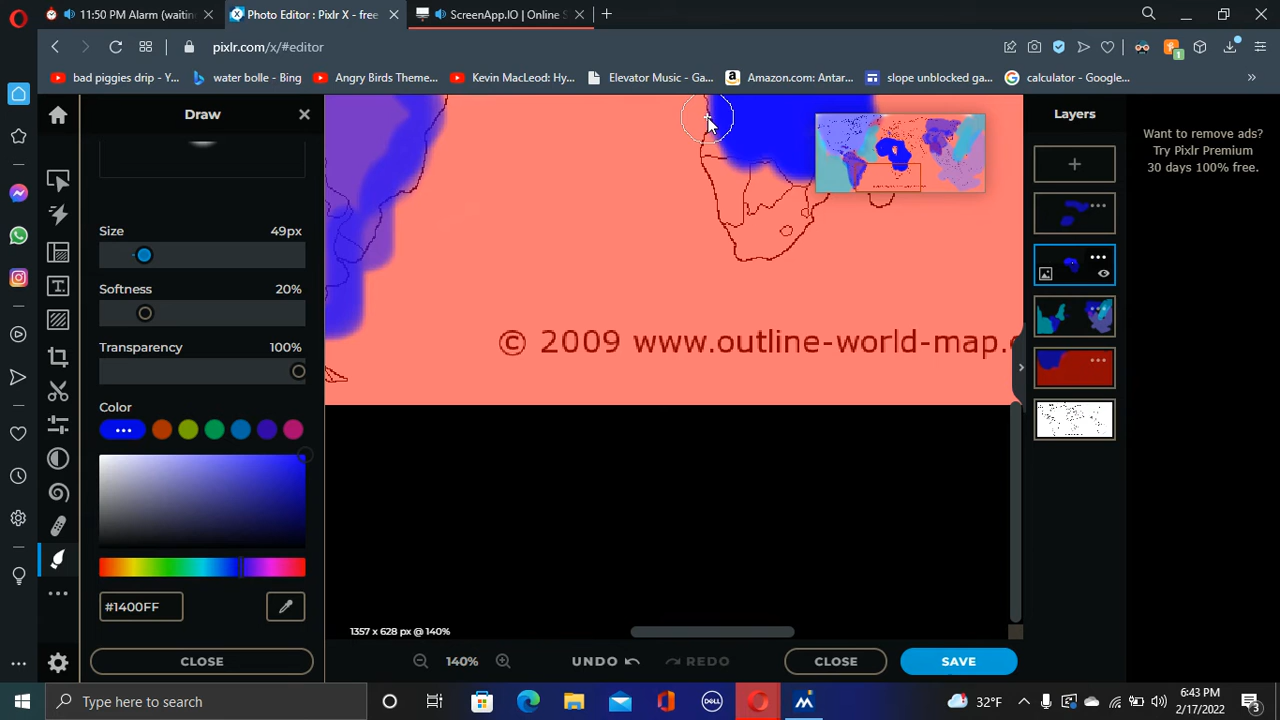 11:50 PM Alarm (waitin
Photo Editor : Pixlr X - free
ScreenApp.IO | Online S
pixlr.com/x/#editor
1
bad piggies drip - Y...
water bolle - Bing
Angry Birds Theme...
Kevin MacLeod: Hy...
Elevator Music - Ga...
Amazon.com: Antar...
slope unblocked ga...
calculator - Google...
»
Draw
Size
49px
Softness
20%
Transparency
100%
Color
#1400FF
CLOSE
© 2009 www.outline-world-map.c
1357 x 628 px @ 140%
140%
UNDO
REDO
CLOSE
SAVE
Layers
Want to remove ads?
Try Pixlr Premium
30 days 100% free.
Type here to search
DELL
32°F
6:43 PM
2/17/2022
3